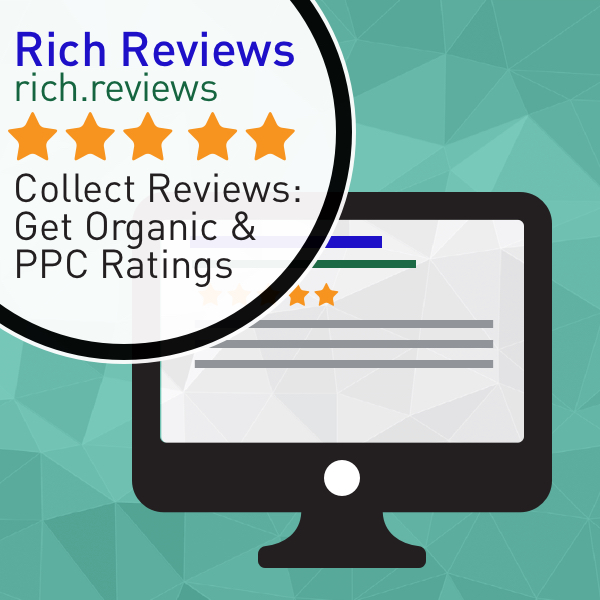 Rich Reviews
rich.reviews
Collect Reviews:
Get Organic &
PPC Ratings